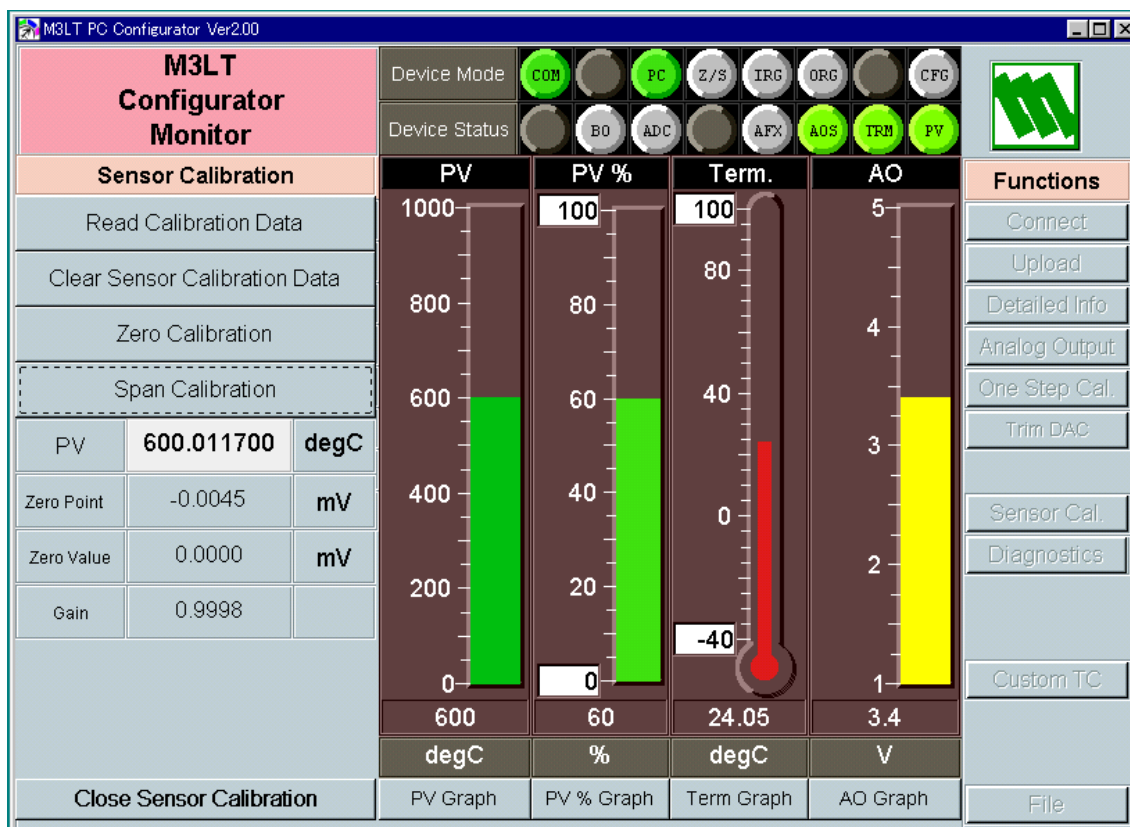 M3LT PC Configurator Ver2.00
M3LT
Configurator
Monitor
Device Mode COM PC Z/S IRG ORG CFG
Device Status BO ADC AFX AOS TRM PV
Sensor Calibration
Read Calibration Data
Clear Sensor Calibration Data
Zero Calibration
Span Calibration
PV 600.011700 degC
Zero Point -0.0045 mV
Zero Value 0.0000 mV
Gain 0.9998
Close Sensor Calibration
PV
1000
800
600
400
200
0
600
degC
PV Graph
PV %
100
80
60
40
20
0
60
%
PV % Graph
Term.
100
80
40
0
-40
24.05
degC
Term Graph
AO
5
4
3
2
1
3.4
V
AO Graph
Functions
Connect
Upload
Detailed Info
Analog Output
One Step Cal.
Trim DAC
Sensor Cal.
Diagnostics
Custom TC
File